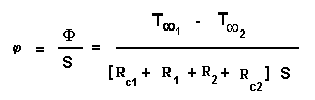 φ = Φ / S = T∞1 - T∞2 / [Rc1 + R1 + R2 + Rc2] S